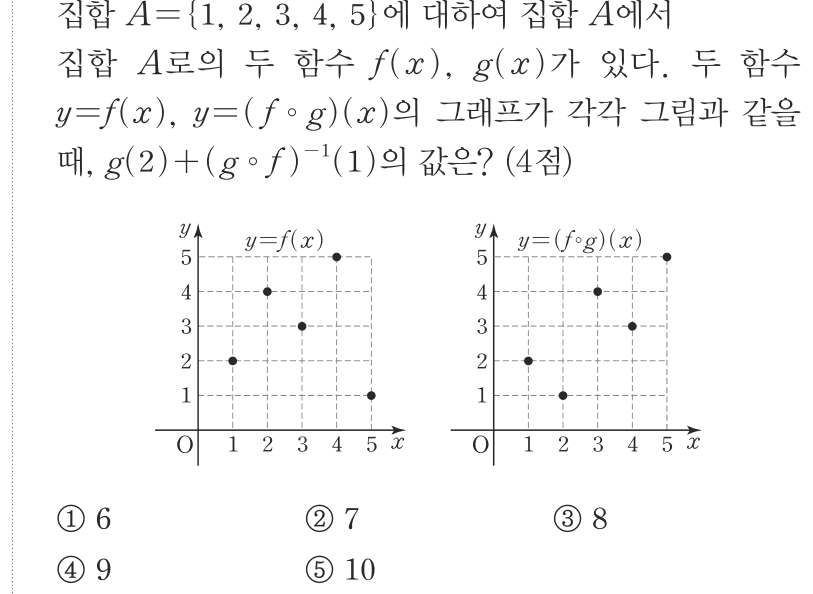 집합 A={1, 2, 3, 4, 5}에 대하여 집합 A에서
집합 A로의 두 함수 f(x), g(x)가 있다. 두 함수
y=f(x), y=(f∘g)(x)의 그래프가 각각 그림과 같을
때, g(2)+(g∘f)⁻¹(1)의 값은? (4점)
y
y=f(x)
5
4
3
2
1
O 1 2 3 4 5 x
y
y=(f∘g)(x)
5
4
3
2
1
O 1 2 3 4 5 x
① 6 ② 7 ③ 8
④ 9 ⑤ 10